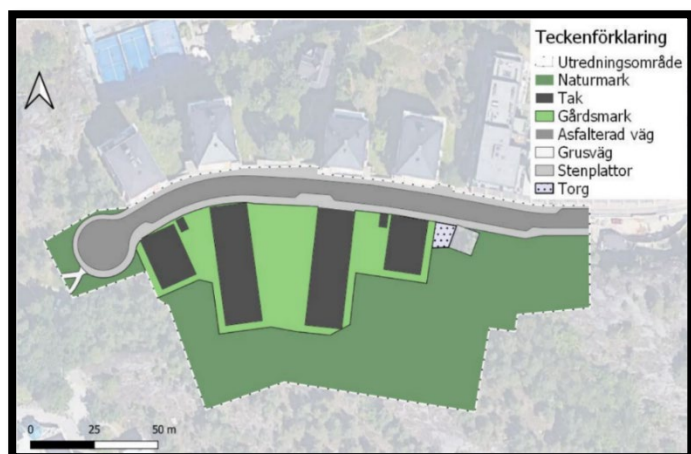 Teckenförklaring
Utredningsområde
Naturmark
Tak
Gårdsmark
Asfalterad väg
Grusväg
Stenplattor
Torg
0 25 50 m